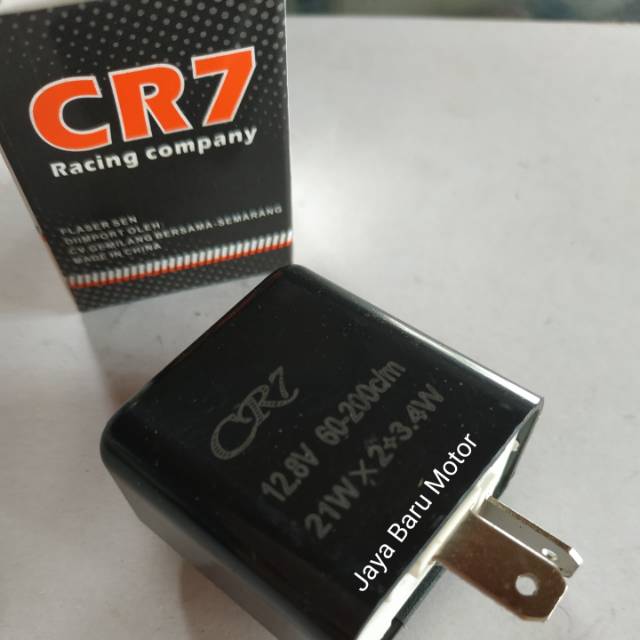 CR7
Racing company
FLASER SEN
DIIMPORT OLEH
CV GEMILANG BERSAMA-SEMARANG
MADE IN CHINA
CR7
12.8V 60-200c/m
21W×2+3.4W
Jaya Baru Motor